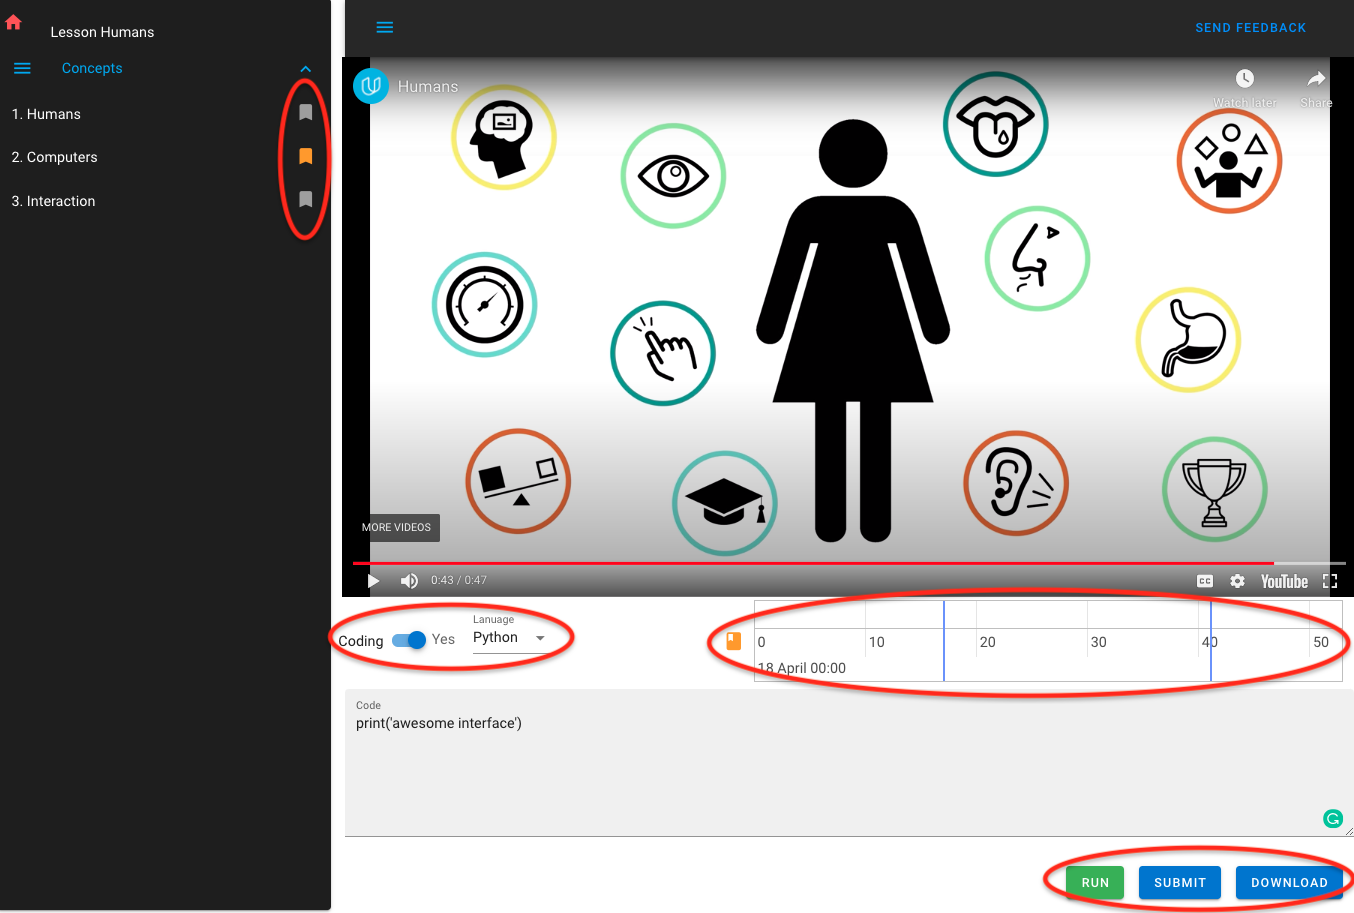 Lesson Humans
Concepts
1. Humans
2. Computers
3. Interaction
SEND FEEDBACK
Humans
Watch later
Share
MORE VIDEOS
0:43 / 0:47
CC
YouTube
Coding
Yes
Lanuage
Python
0 10 20 30 40 50
18 April 00:00
Code
print('awesome interface')
RUN
SUBMIT
DOWNLOAD